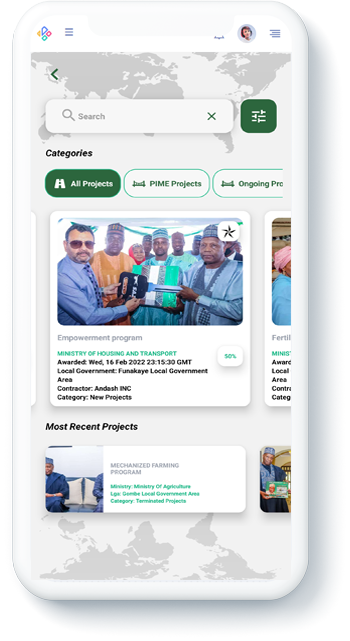 Search
Categories
All Projects
PIME Projects
Ongoing Pro
Empowerment program
MINISTRY OF HOUSING AND TRANSPORT
50%
Awarded: Wed, 16 Feb 2022 23:15:30 GMT
Local Government: Funakaye Local Government
Area
Contractor: Andash INC
Category: New Projects
Fertil
MINIST
Awarde
Local G
Area
Contrac
Catego
Most Recent Projects
MECHANIZED FARMING
PROGRAM
Ministry: Ministry Of Agriculture
Lga: Gombe Local Government Area
Category: Terminated Projects